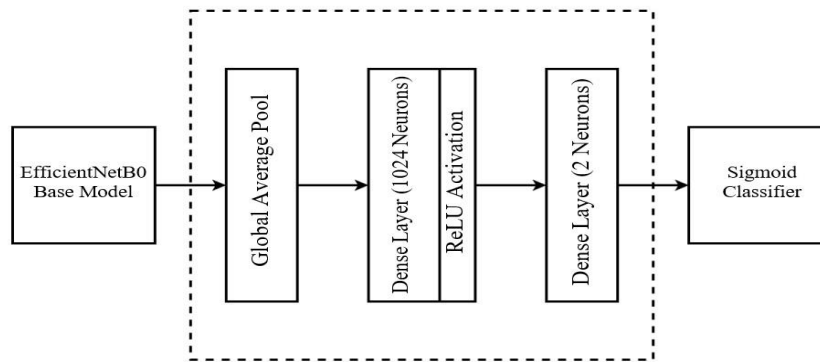 EfficientNetB0
Base Model
Global Average Pool
Dense Layer (1024 Neurons)
ReLU Activation
Dense Layer (2 Neurons)
Sigmoid
Classifier